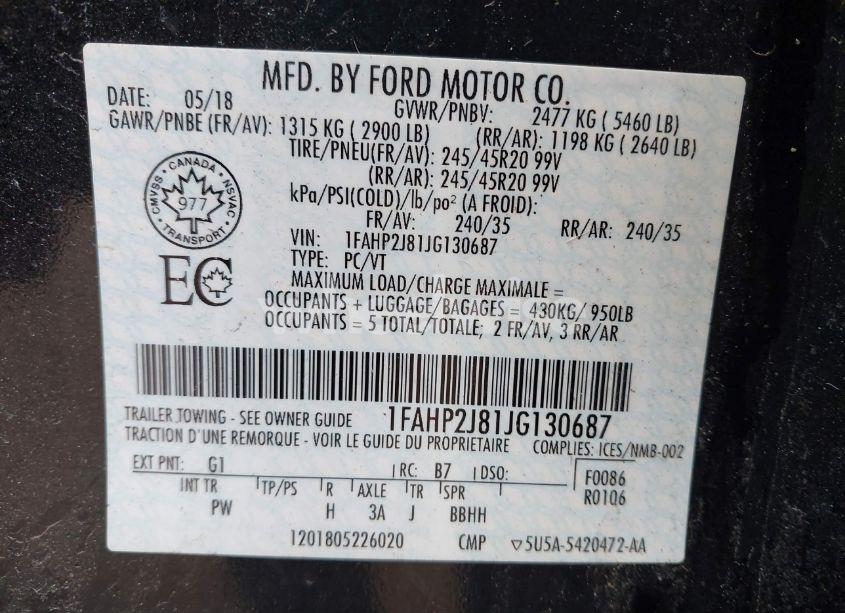 MFD. BY FORD MOTOR CO.
DATE: 05/18 GVWR/PNBV: 2477 KG ( 5460 LB)
GAWR/PNBE (FR/AV): 1315 KG ( 2900 LB) (RR/AR): 1198 KG ( 2640 LB)
TIRE/PNEU(FR/AV): 245/45R20 99V
(RR/AR): 245/45R20 99V
kPa/PSI(COLD)/lb/po² (A FROID):
FR/AV: 240/35 RR/AR: 240/35
CANADA
CMVSS NSVAC
977
TRANSPORT
VIN: 1FAHP2J81JG130687
TYPE: PC/VT
EC
MAXIMUM LOAD/CHARGE MAXIMALE =
OCCUPANTS + LUGGAGE/BAGAGES = 430KG/ 950LB
OCCUPANTS = 5 TOTAL/TOTALE; 2 FR/AV, 3 RR/AR
TRAILER TOWING - SEE OWNER GUIDE 1FAHP2J81JG130687
TRACTION D'UNE REMORQUE - VOIR LE GUIDE DU PROPRIETAIRE COMPLIES: ICES/NMB-002
EXT PNT: G1 RC: B7 DSO: F0086
INT TR TP/PS R AXLE TR SPR R0106
PW H 3A J BBHH
1201805226020 CMP ▽5U5A-5420472-AA